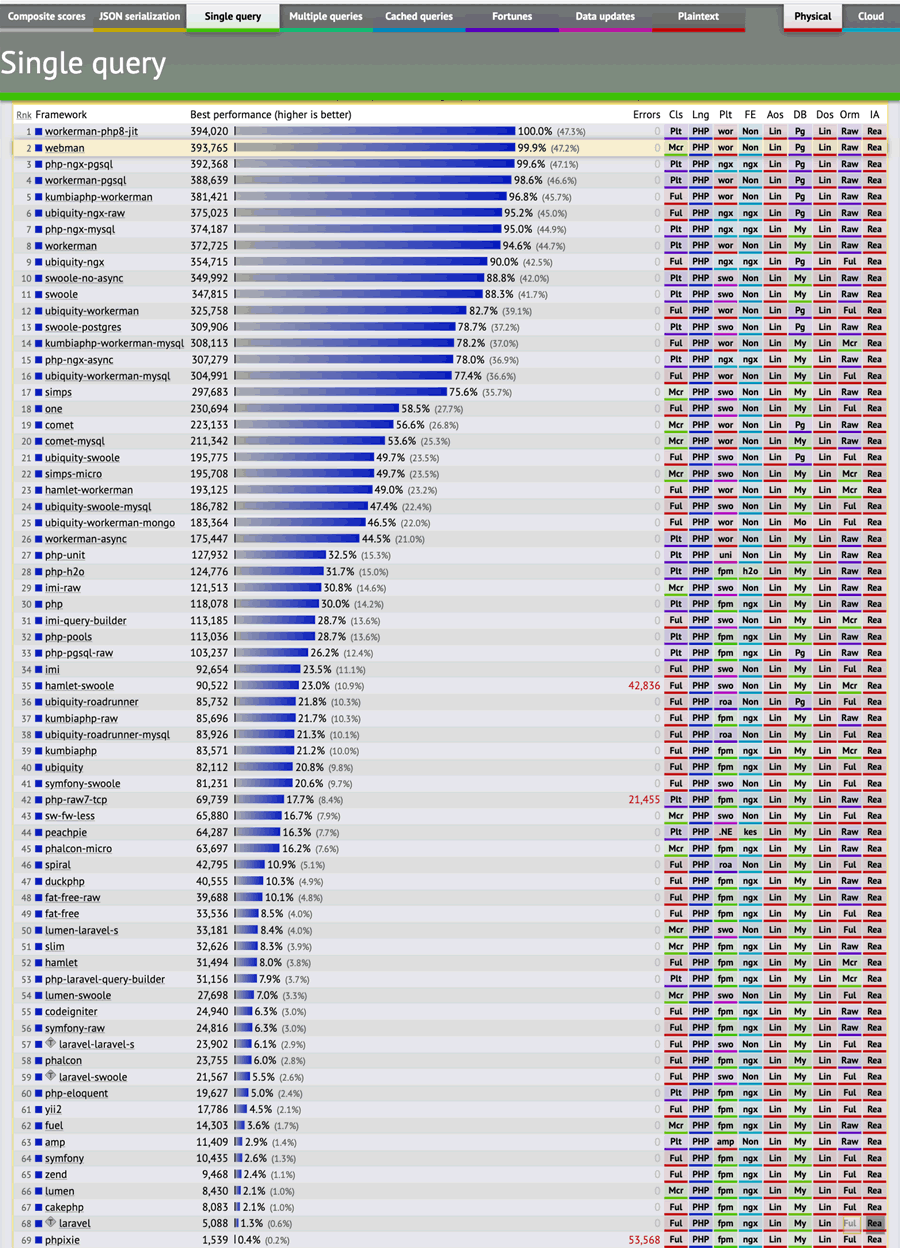 Composite scores JSON serialization Single query Multiple queries Cached queries Fortunes Data updates Plaintext Physical Cloud
Single query
Rnk Framework Best performance (higher is better) Errors Cls Lng Plt FE Aos DB Dos Orm IA
1 workerman-php8-jit 394,020 100.0% (47.3%) 0 Plt PHP wor Non Lin Pg Lin Raw Rea
2 webman 393,765 99.9% (47.2%) 0 Mcr PHP wor Non Lin Pg Lin Raw Rea
3 php-ngx-pgsql 392,368 99.6% (47.1%) 0 Plt PHP ngx ngx Lin Pg Lin Raw Rea
4 workerman-pgsql 388,639 98.6% (46.6%) 0 Plt PHP wor Non Lin Pg Lin Raw Rea
5 kumbiaphp-workerman 381,421 96.8% (45.7%) 0 Ful PHP wor Non Lin Pg Lin Raw Rea
6 ubiquity-ngx-raw 375,023 95.2% (45.0%) 0 Ful PHP ngx ngx Lin Pg Lin Raw Rea
7 php-ngx-mysql 374,187 95.0% (44.9%) 0 Plt PHP ngx ngx Lin My Lin Raw Rea
8 workerman 372,725 94.6% (44.7%) 0 Plt PHP wor Non Lin My Lin Raw Rea
9 ubiquity-ngx 354,715 90.0% (42.5%) 0 Ful PHP ngx ngx Lin Pg Lin Ful Rea
10 swoole-no-async 349,992 88.8% (42.0%) 0 Plt PHP swo Non Lin My Lin Raw Rea
11 swoole 347,815 88.3% (41.7%) 0 Plt PHP swo Non Lin My Lin Raw Rea
12 ubiquity-workerman 325,758 82.7% (39.1%) 0 Ful PHP wor Non Lin Pg Lin Ful Rea
13 swoole-postgres 309,906 78.7% (37.2%) 0 Plt PHP swo Non Lin Pg Lin Raw Rea
14 kumbiaphp-workerman-mysql 308,113 78.2% (37.0%) 0 Ful PHP wor Non Lin My Lin Mcr Rea
15 php-ngx-async 307,279 78.0% (36.9%) 0 Plt PHP ngx ngx Lin My Lin Raw Rea
16 ubiquity-workerman-mysql 304,991 77.4% (36.6%) 0 Ful PHP wor Non Lin My Lin Ful Rea
17 simps 297,683 75.6% (35.7%) 0 Mcr PHP swo Non Lin My Lin Raw Rea
18 one 230,694 58.5% (27.7%) 0 Ful PHP swo Non Lin My Lin Ful Rea
19 comet 223,133 56.6% (26.8%) 0 Mcr PHP wor Non Lin Pg Lin Raw Rea
20 comet-mysql 211,342 53.6% (25.3%) 0 Mcr PHP wor Non Lin My Lin Raw Rea
21 ubiquity-swoole 195,775 49.7% (23.5%) 0 Ful PHP swo Non Lin Pg Lin Ful Rea
22 simps-micro 195,708 49.7% (23.5%) 0 Mcr PHP swo Non Lin My Lin Mcr Rea
23 hamlet-workerman 193,125 49.0% (23.2%) 0 Ful PHP wor Non Lin My Lin Mcr Rea
24 ubiquity-swoole-mysql 186,782 47.4% (22.4%) 0 Ful PHP swo Non Lin My Lin Ful Rea
25 ubiquity-workerman-mongo 183,364 46.5% (22.0%) 0 Ful PHP wor Non Lin Mo Lin Ful Rea
26 workerman-async 175,447 44.5% (21.0%) 0 Plt PHP wor Non Lin My Lin Raw Rea
27 php-unit 127,932 32.5% (15.3%) 0 Plt PHP uni Non Lin My Lin Raw Rea
28 php-h2o 124,776 31.7% (15.0%) 0 Plt PHP fpm h2o Lin My Lin Raw Rea
29 imi-raw 121,513 30.8% (14.6%) 0 Mcr PHP swo Non Lin My Lin Raw Rea
30 php 118,078 30.0% (14.2%) 0 Plt PHP fpm ngx Lin My Lin Raw Rea
31 imi-query-builder 113,185 28.7% (13.6%) 0 Ful PHP swo Non Lin My Lin Mcr Rea
32 php-pools 113,036 28.7% (13.6%) 0 Plt PHP fpm ngx Lin My Lin Raw Rea
33 php-pgsql-raw 103,237 26.2% (12.4%) 0 Plt PHP fpm ngx Lin Pg Lin Raw Rea
34 imi 92,654 23.5% (11.1%) 0 Ful PHP swo Non Lin My Lin Ful Rea
35 hamlet-swoole 90,522 23.0% (10.9%) 42,836 Ful PHP swo Non Lin My Lin Mcr Rea
36 ubiquity-roadrunner 85,732 21.8% (10.3%) 0 Ful PHP roa Non Lin Pg Lin Ful Rea
37 kumbiaphp-raw 85,696 21.7% (10.3%) 0 Ful PHP fpm ngx Lin My Lin Raw Rea
38 ubiquity-roadrunner-mysql 83,926 21.3% (10.1%) 0 Ful PHP roa Non Lin My Lin Ful Rea
39 kumbiaphp 83,571 21.2% (10.0%) 0 Ful PHP fpm ngx Lin My Lin Mcr Rea
40 ubiquity 82,112 20.8% (9.8%) 0 Ful PHP fpm ngx Lin My Lin Ful Rea
41 symfony-swoole 81,231 20.6% (9.7%) 0 Ful PHP swo Non Lin My Lin Ful Rea
42 php-raw7-tcp 69,739 17.7% (8.4%) 21,455 Plt PHP fpm ngx Lin My Lin Raw Rea
43 sw-fw-less 65,880 16.7% (7.9%) 0 Mcr PHP swo Non Lin My Lin Ful Rea
44 peachpie 64,287 16.3% (7.7%) 0 Plt PHP .NE kes Lin My Lin Raw Rea
45 phalcon-micro 63,697 16.2% (7.6%) 0 Mcr PHP fpm ngx Lin My Lin Raw Rea
46 spiral 42,795 10.9% (5.1%) 0 Ful PHP roa Non Lin My Lin Ful Rea
47 duckphp 40,555 10.3% (4.9%) 0 Ful PHP fpm ngx Lin My Lin Raw Rea
48 fat-free-raw 39,688 10.1% (4.8%) 0 Ful PHP fpm ngx Lin My Lin Raw Rea
49 fat-free 33,536 8.5% (4.0%) 0 Ful PHP fpm ngx Lin My Lin Ful Rea
50 lumen-laravel-s 33,181 8.4% (4.0%) 0 Mcr PHP swo Non Lin My Lin Ful Rea
51 slim 32,626 8.3% (3.9%) 0 Mcr PHP fpm ngx Lin My Lin Raw Rea
52 hamlet 31,494 8.0% (3.8%) 0 Ful PHP fpm ngx Lin My Lin Mcr Rea
53 php-laravel-query-builder 31,156 7.9% (3.7%) 0 Plt PHP fpm ngx Lin My Lin Mcr Rea
54 lumen-swoole 27,698 7.0% (3.3%) 0 Mcr PHP swo Non Lin My Lin Ful Rea
55 codeigniter 24,940 6.3% (3.0%) 0 Ful PHP fpm ngx Lin My Lin Raw Rea
56 symfony-raw 24,816 6.3% (3.0%) 0 Ful PHP fpm ngx Lin My Lin Raw Rea
57 T laravel-laravel-s 23,902 6.1% (2.9%) 0 Ful PHP swo Non Lin My Lin Ful Rea
58 phalcon 23,755 6.0% (2.8%) 0 Ful PHP fpm ngx Lin My Lin Raw Rea
59 T laravel-swoole 21,567 5.5% (2.6%) 0 Ful PHP swo Non Lin My Lin Ful Rea
60 php-eloquent 19,627 5.0% (2.4%) 0 Plt PHP fpm ngx Lin My Lin Ful Rea
61 yii2 17,786 4.5% (2.1%) 0 Ful PHP fpm ngx Lin My Lin Ful Rea
62 fuel 14,303 3.6% (1.7%) 0 Mcr PHP fpm ngx Lin My Lin Raw Rea
63 amp 11,409 2.9% (1.4%) 0 Plt PHP amp Non Lin My Lin Raw Rea
64 symfony 10,435 2.6% (1.3%) 0 Ful PHP fpm ngx Lin My Lin Ful Rea
65 zend 9,468 2.4% (1.1%) 0 Ful PHP fpm ngx Lin My Lin Raw Rea
66 lumen 8,430 2.1% (1.0%) 0 Mcr PHP fpm ngx Lin My Lin Ful Rea
67 cakephp 8,083 2.1% (1.0%) 0 Ful PHP fpm ngx Lin My Lin Ful Rea
68 T laravel 5,088 1.3% (0.6%) 0 Ful PHP fpm ngx Lin My Lin Ful Rea
69 phpixie 1,539 0.4% (0.2%) 53,568 Ful PHP fpm ngx Lin My Lin Ful Rea